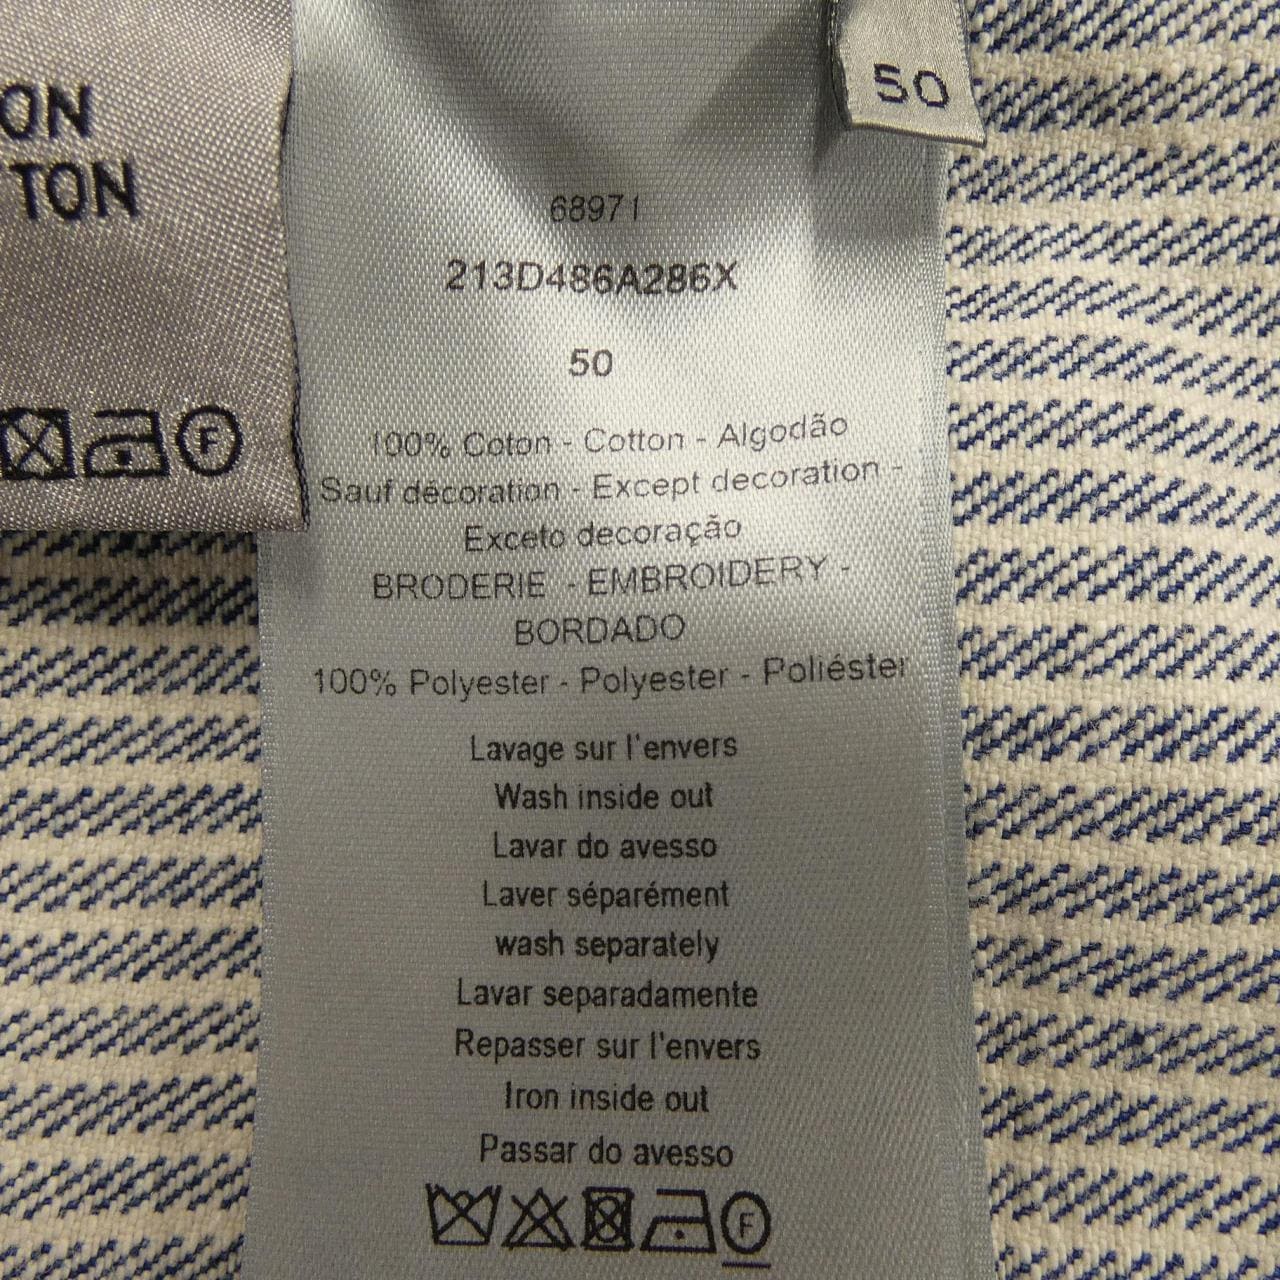 ON
TON
F
50
68971
213D486A286X
50
100% Coton - Cotton - Algodão
Sauf décoration - Except decoration -
Exceto decoração
BRODERIE - EMBROIDERY -
BORDADO
100% Polyester - Polyester - Poliéster
Lavage sur l'envers
Wash inside out
Lavar do avesso
Laver séparément
wash separately
Lavar separadamente
Repasser sur l'envers
Iron inside out
Passar do avesso
F